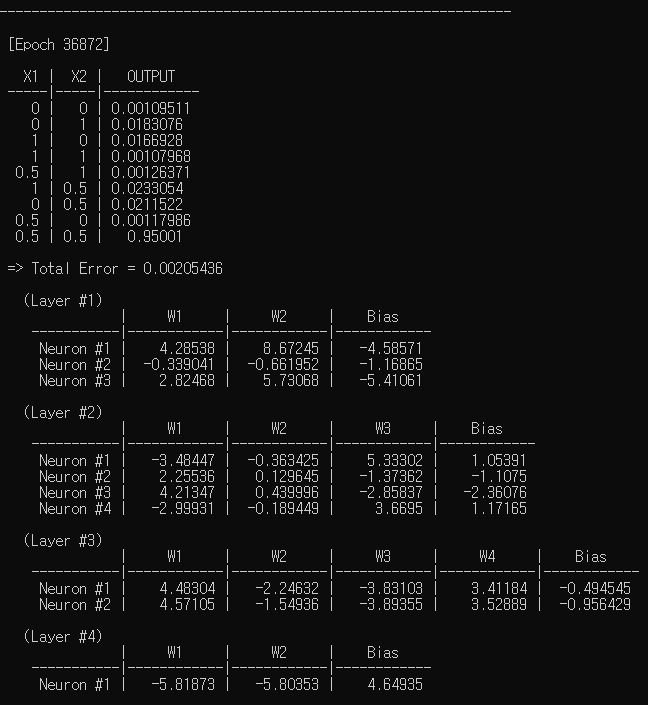 ----------------------------------------------------------------
[Epoch 36872]
X1 | X2 | OUTPUT
-----|-----|------------
0 | 0 | 0.00109511
0 | 1 | 0.0183076
1 | 0 | 0.0166928
1 | 1 | 0.00107968
0.5 | 1 | 0.00126371
1 | 0.5 | 0.0233054
0 | 0.5 | 0.0211522
0.5 | 0 | 0.00117986
0.5 | 0.5 | 0.95001
=> Total Error = 0.00205436
(Layer #1)
| W1 | W2 | Bias
-----------|------------|------------|------------
Neuron #1 | 4.28538 | 8.67245 | -4.58571
Neuron #2 | -0.339041 | -0.661952 | -1.16865
Neuron #3 | 2.82468 | 5.73068 | -5.41061
(Layer #2)
| W1 | W2 | W3 | Bias
-----------|------------|------------|------------|------------
Neuron #1 | -3.48447 | -0.363425 | 5.33302 | 1.05391
Neuron #2 | 2.25536 | 0.129645 | -1.37362 | -1.1075
Neuron #3 | 4.21347 | 0.439996 | -2.85837 | -2.36076
Neuron #4 | -2.99931 | -0.189449 | 3.6695 | 1.17165
(Layer #3)
| W1 | W2 | W3 | W4 | Bias
-----------|------------|------------|------------|------------|------------
Neuron #1 | 4.48304 | -2.24632 | -3.83103 | 3.41184 | -0.494545
Neuron #2 | 4.57105 | -1.54936 | -3.89355 | 3.52889 | -0.956429
(Layer #4)
| W1 | W2 | Bias
-----------|------------|------------|------------
Neuron #1 | -5.81873 | -5.80353 | 4.64935